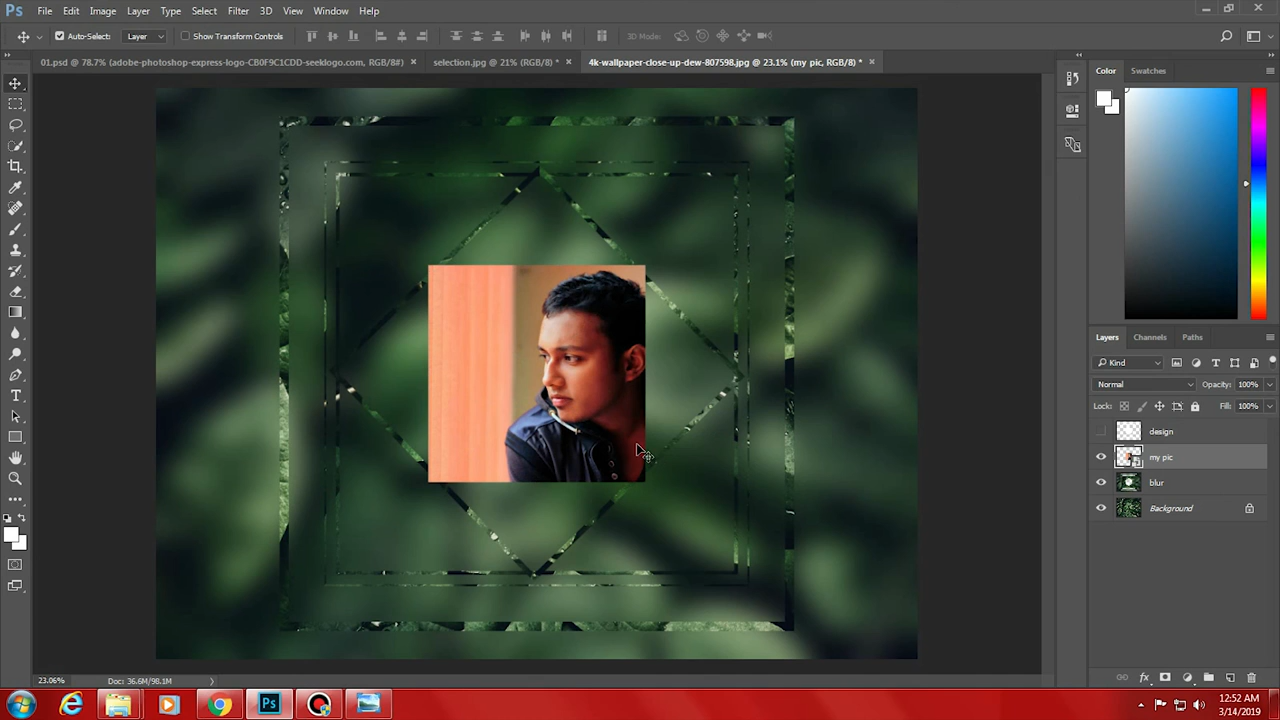 Ps File Edit Image Layer Type Select Filter 3D View Window Help
Auto-Select: Layer Show Transform Controls 3D Mode:
01.psd @ 78.7% (adobe-photoshop-express-logo-CB0F9C1CDD-seeklogo.com, RGB/8#) × selection.jpg @ 21% (RGB/8) * × 4k-wallpaper-close-up-dew-807598.jpg @ 23.1% (my pic, RGB/8) * ×
Color Swatches
Layers Channels Paths
Kind
Normal Opacity: 100%
Lock: Fill: 100%
design
my pic
blur
Background
23.06% Doc: 36.6M/98.1M
Ps
12:52 AM
3/14/2019